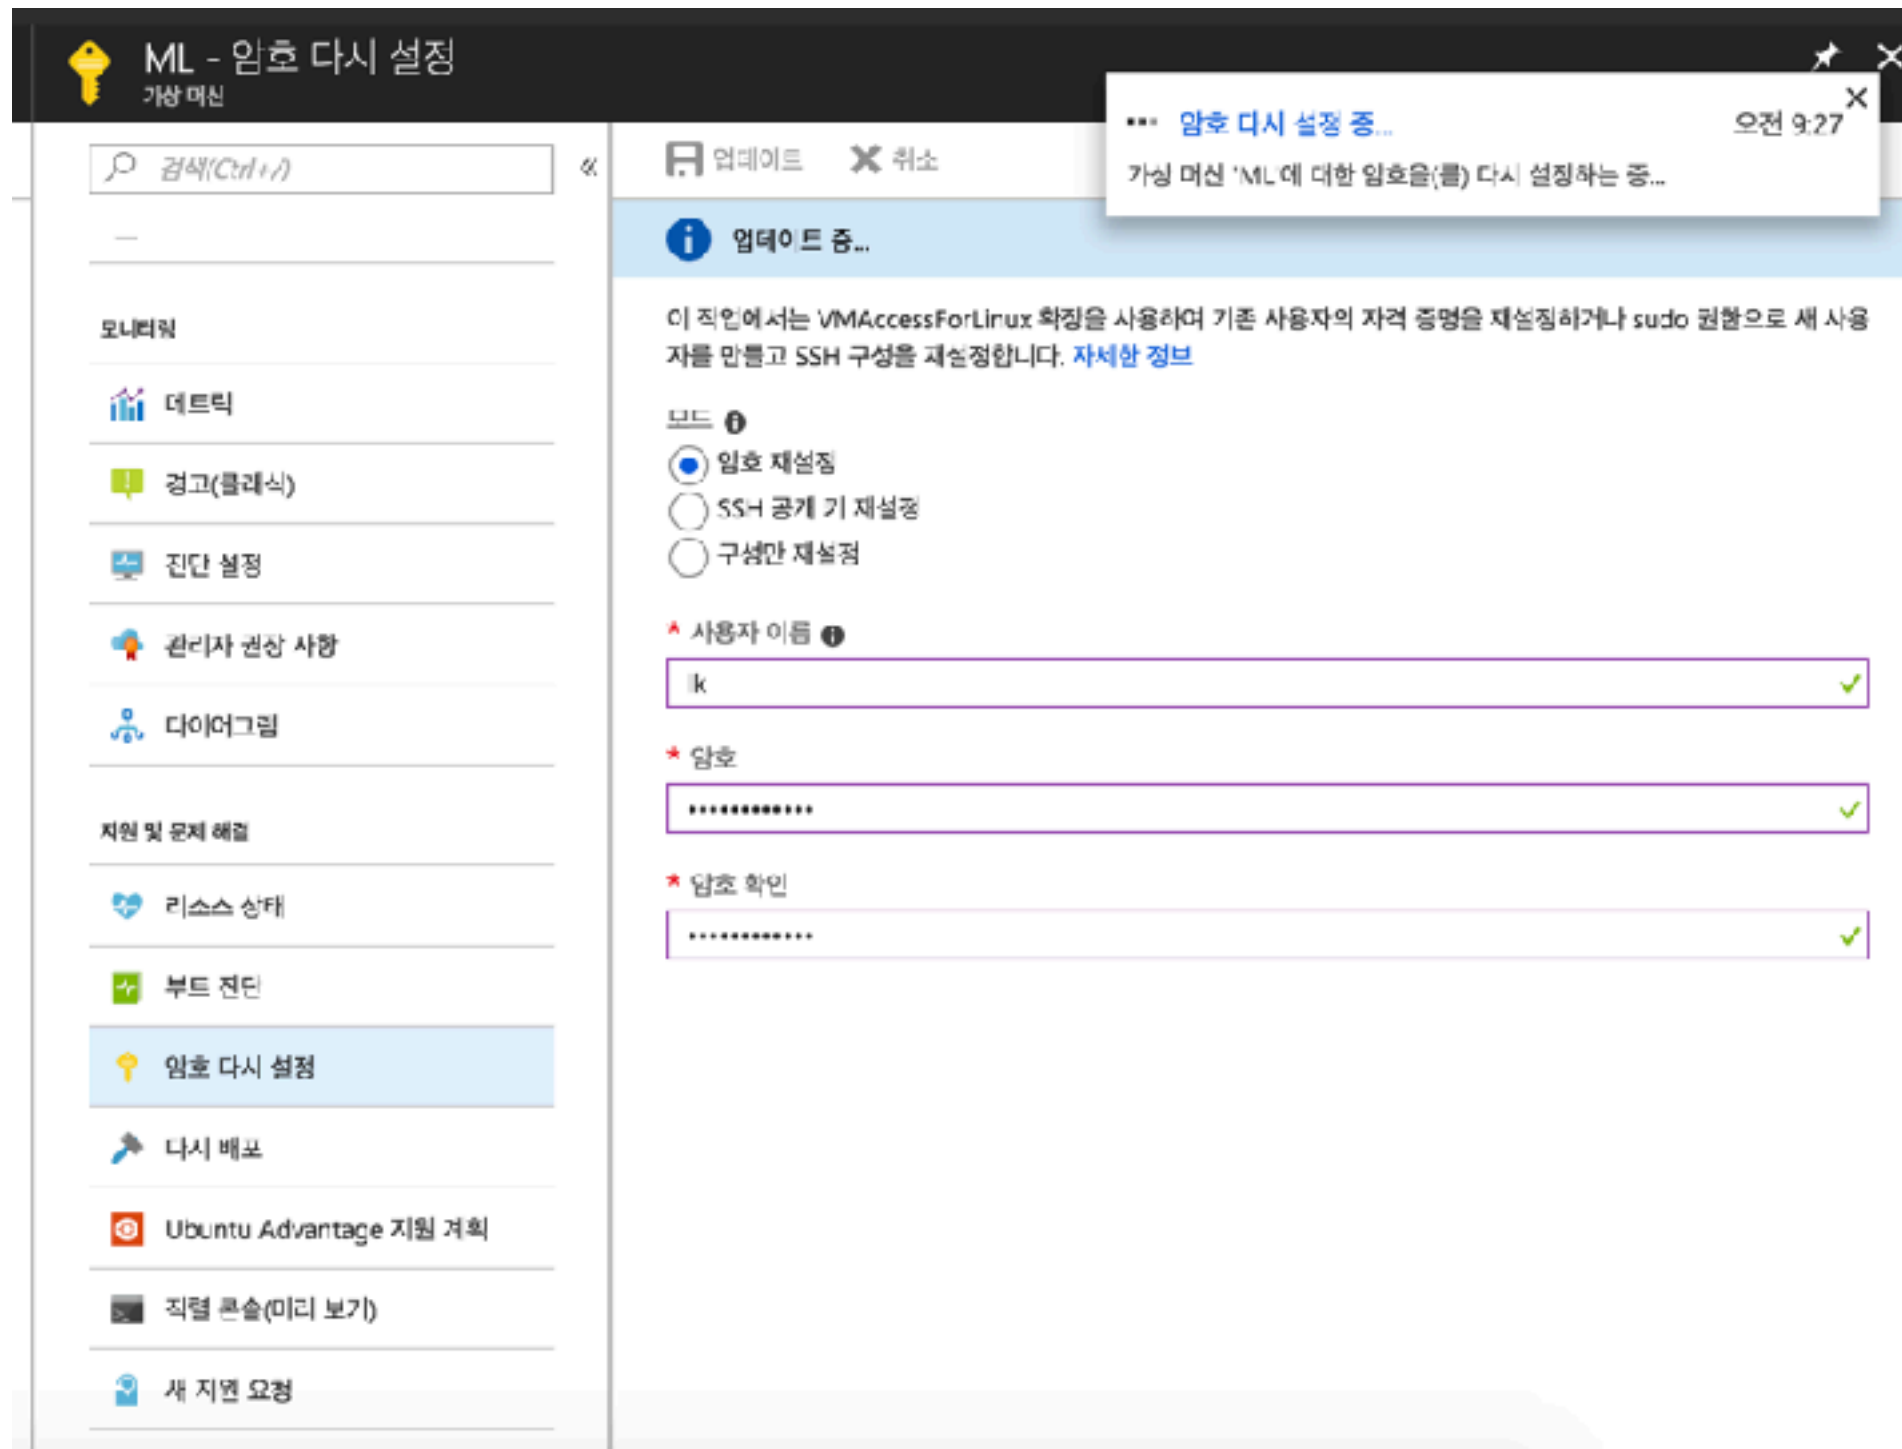 ML - 암호 다시 설정
가상 머신
암호 다시 설정 중...
오전 9:27
가상 머신 'ML'에 대한 암호을(를) 다시 설정하는 중...
검색(Ctrl+/)
업데이트
취소
업데이트 중...
모니터링
메트릭
경고(클래식)
진단 설정
관리자 권장 사항
다이어그램
지원 및 문제 해결
리소스 상태
부트 진단
암호 다시 설정
다시 배포
Ubuntu Advantage 지원 계획
직렬 콘솔(미리 보기)
새 지원 요청
이 작업에서는 VMAccessForLinux 확장을 사용하여 기존 사용자의 자격 증명을 재설정하거나 sudo 권한으로 새 사용
자를 만들고 SSH 구성을 재설정합니다. 자세한 정보
모드
암호 재설정
SSH 공개 키 재설정
구성만 재설정
* 사용자 이름
* 암호
* 암호 확인